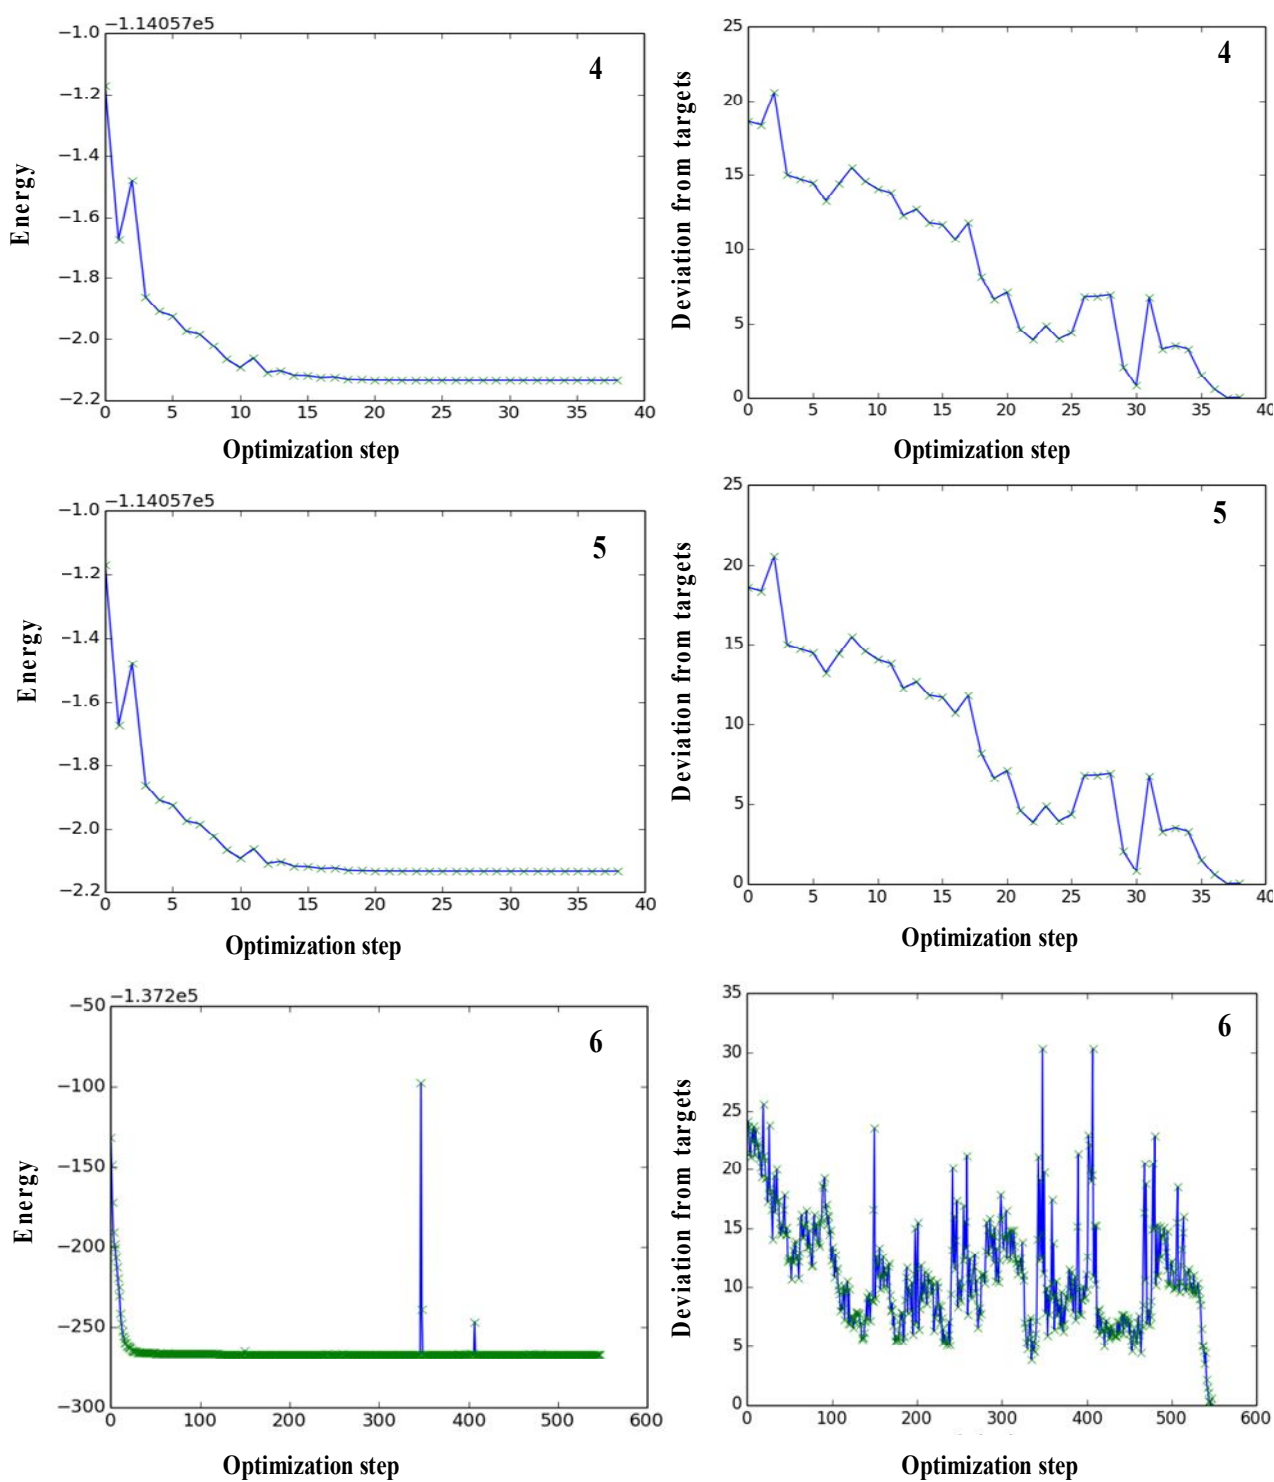 −1.14057e5
−1.0
−1.2
−1.4
−1.6
−1.8
−2.0
−2.2
Energy
4
0 5 10 15 20 25 30 35 40
Optimization step
25
20
15
10
5
0
Deviation from targets
4
0 5 10 15 20 25 30 35 40
Optimization step
−1.14057e5
−1.0
−1.2
−1.4
−1.6
−1.8
−2.0
−2.2
Energy
5
0 5 10 15 20 25 30 35 40
Optimization step
25
20
15
10
5
0
Deviation from targets
5
0 5 10 15 20 25 30 35 40
Optimization step
−1.372e5
−50
−100
−150
−200
−250
−300
Energy
6
0 100 200 300 400 500 600
Optimization step
35
30
25
20
15
10
5
0
Deviation from targets
6
0 100 200 300 400 500 600
Optimization step